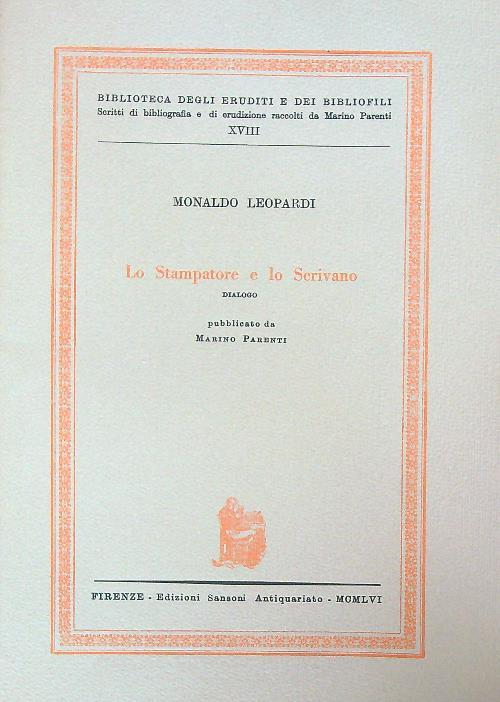 BIBLIOTECA DEGLI ERUDITI E DEI BIBLIOFILI
Scritti di bibliografia e di erudizione raccolti da Marino Parenti
XVIII
MONALDO LEOPARDI
Lo Stampatore e lo Scrivano
DIALOGO
pubblicato da
MARINO PARENTI
FIRENZE - Edizioni Sansoni Antiquariato - MCMLVI